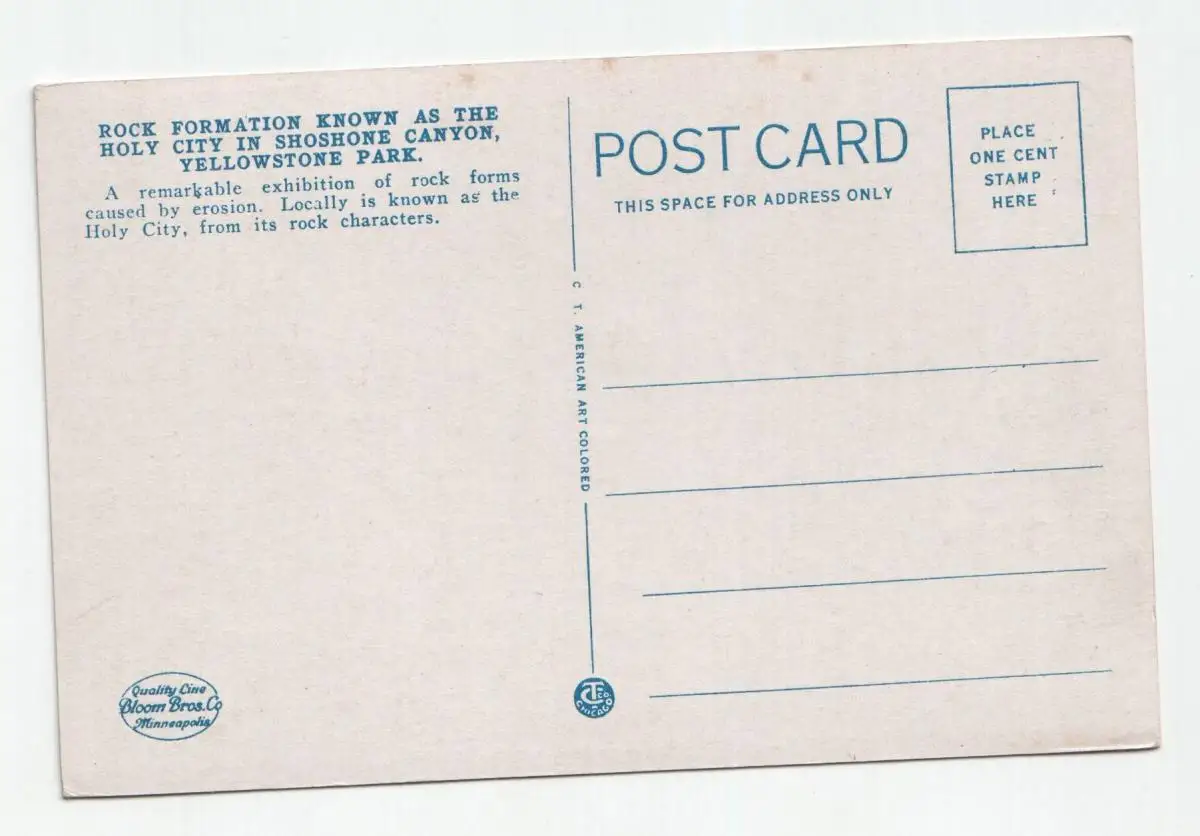 ROCK FORMATION KNOWN AS THE
HOLY CITY IN SHOSHONE CANYON,
YELLOWSTONE PARK.
A remarkable exhibition of rock forms
caused by erosion. Locally is known as the
Holy City, from its rock characters.
Quality Line
Bloom Bros. Co
Minneapolis
C T. AMERICAN ART COLORED
CT CO
CHICAGO
POST CARD
THIS SPACE FOR ADDRESS ONLY
PLACE
ONE CENT
STAMP
HERE